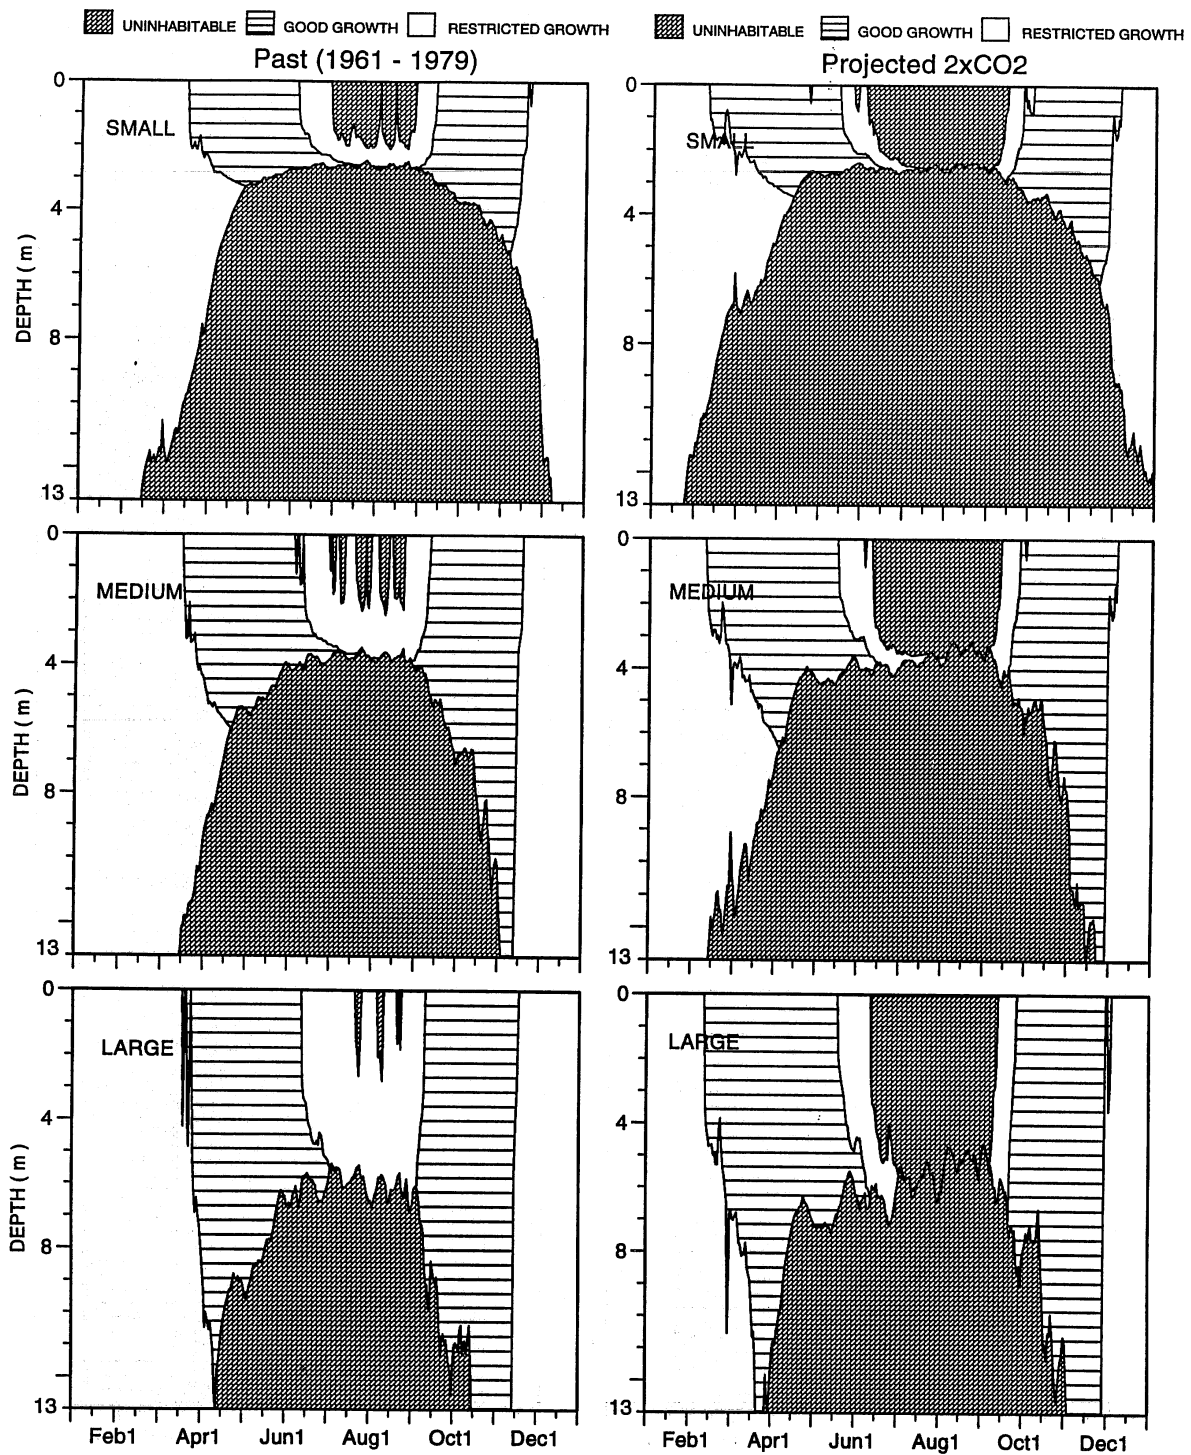 UNINHABITABLE GOOD GROWTH RESTRICTED GROWTH
UNINHABITABLE GOOD GROWTH RESTRICTED GROWTH
Past (1961 - 1979)
Projected 2xCO2
0
SMALL
4
DEPTH ( m )
8
13
0
SMALL
4
8
13
0
MEDIUM
4
DEPTH ( m )
8
13
0
MEDIUM
4
8
13
0
LARGE
4
DEPTH ( m )
8
13
Feb1 Apr1 Jun1 Aug1 Oct1 Dec1
0
LARGE
4
8
13
Feb1 Apr1 Jun1 Aug1 Oct1 Dec1